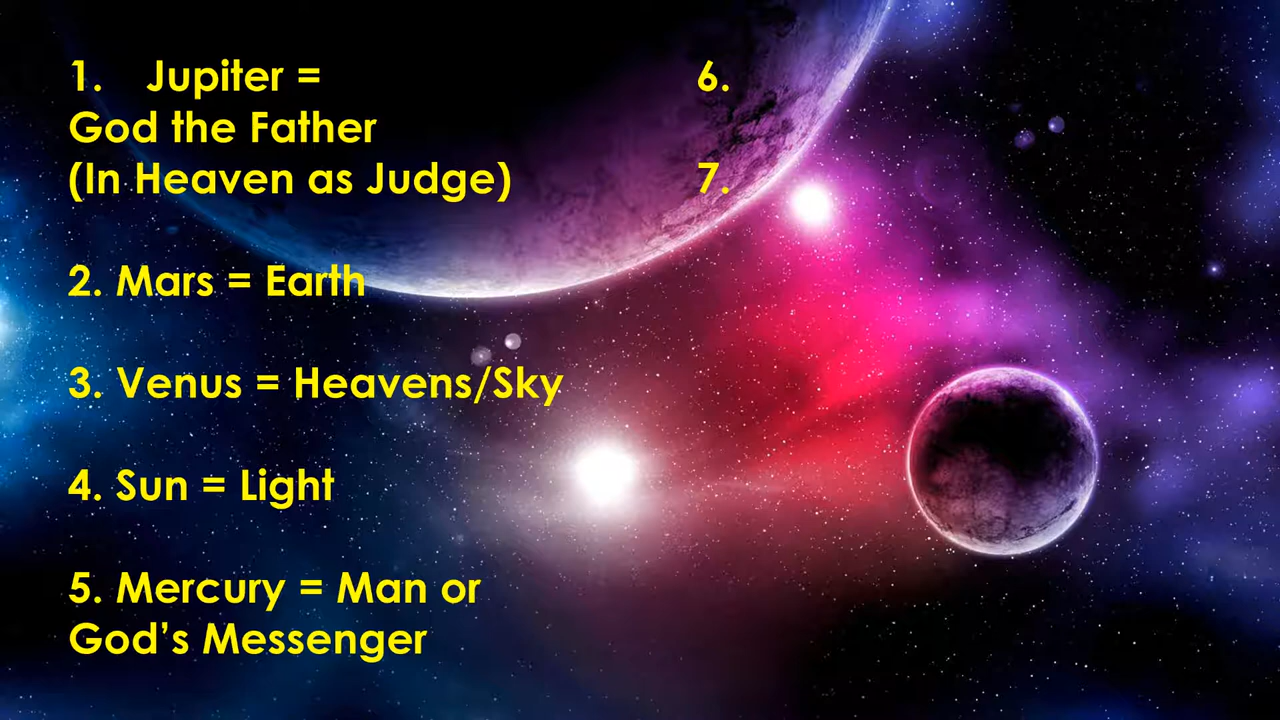 1. Jupiter =
God the Father
(In Heaven as Judge)
2. Mars = Earth
3. Venus = Heavens/Sky
4. Sun = Light
5. Mercury = Man or
God’s Messenger
6.
7.